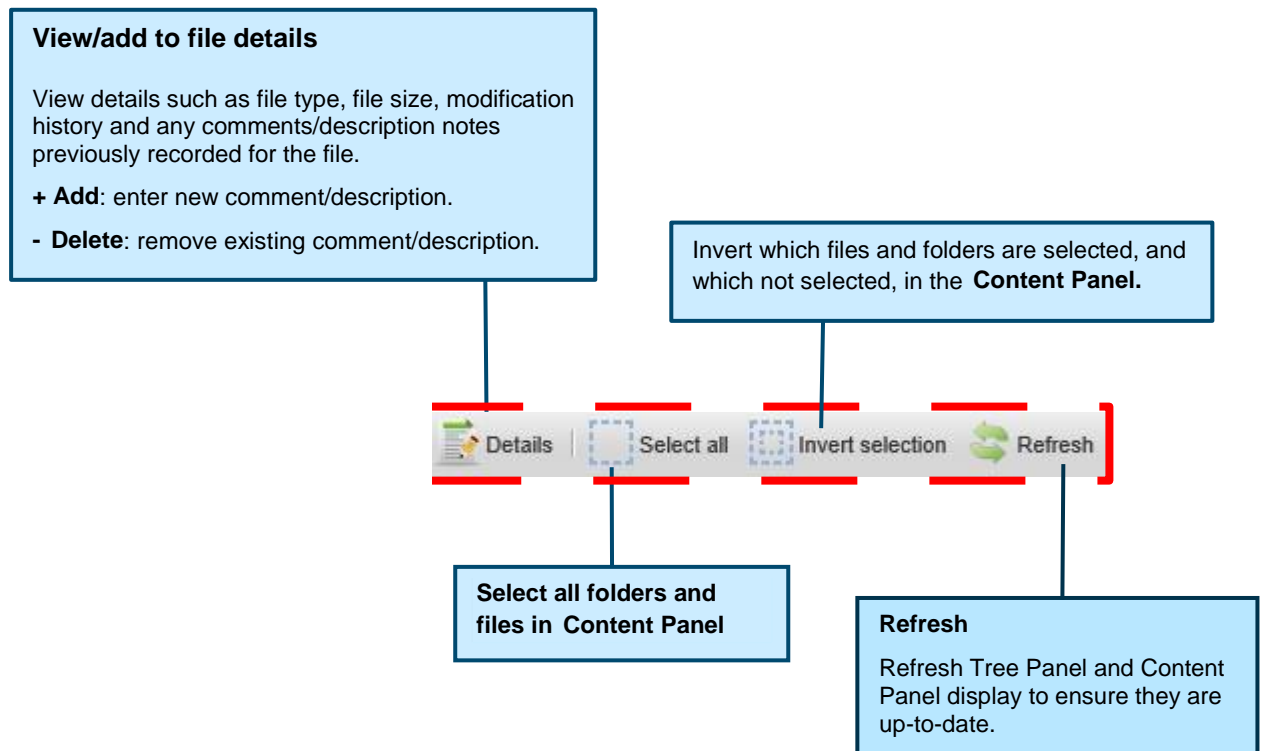 View/add to file details
View details such as file type, file size, modification
history and any comments/description notes
previously recorded for the file.
+ Add: enter new comment/description.
- Delete: remove existing comment/description.
Invert which files and folders are selected, and
which not selected, in the Content Panel.
Details Select all Invert selection Refresh
Select all folders and
files in Content Panel
Refresh
Refresh Tree Panel and Content
Panel display to ensure they are
up-to-date.